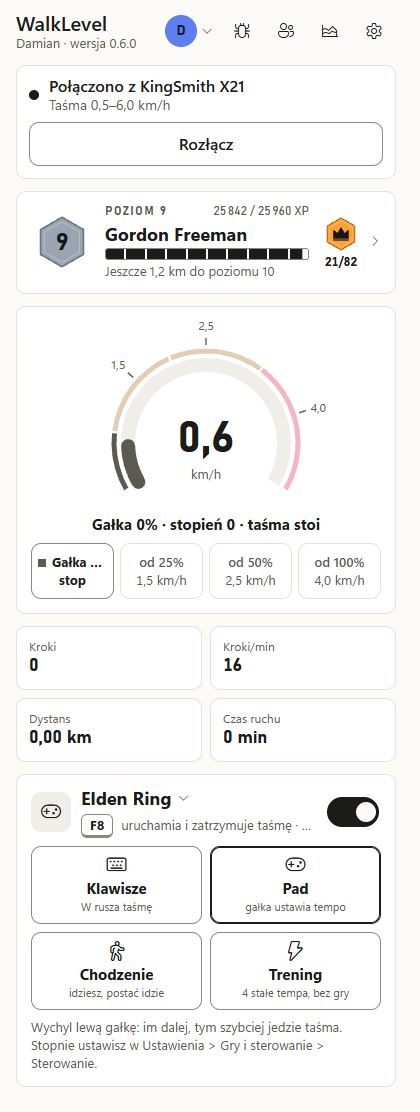 WalkLevel
Damian · wersja 0.6.0
D
Połączono z KingSmith X21
Taśma 0,5–6,0 km/h
Rozłącz
9
POZIOM 9
25 842 / 25 960 XP
Gordon Freeman
Jeszcze 1,2 km do poziomu 10
21/82
2,5
1,5
4,0
0,6
km/h
Gałka 0% · stopień 0 · taśma stoi
Gałka ...
stop
od 25%
1,5 km/h
od 50%
2,5 km/h
od 100%
4,0 km/h
Kroki
0
Kroki/min
16
Dystans
0,00 km
Czas ruchu
0 min
Elden Ring
F8 uruchamia i zatrzymuje taśmę · ...
Klawisze
W rusza taśmę
Pad
gałka ustawia tempo
Chodzenie
idziesz, postać idzie
Trening
4 stałe tempa, bez gry
Wychyl lewą gałkę: im dalej, tym szybciej jedzie taśma.
Stopnie ustawisz w Ustawienia > Gry i sterowanie >
Sterowanie.